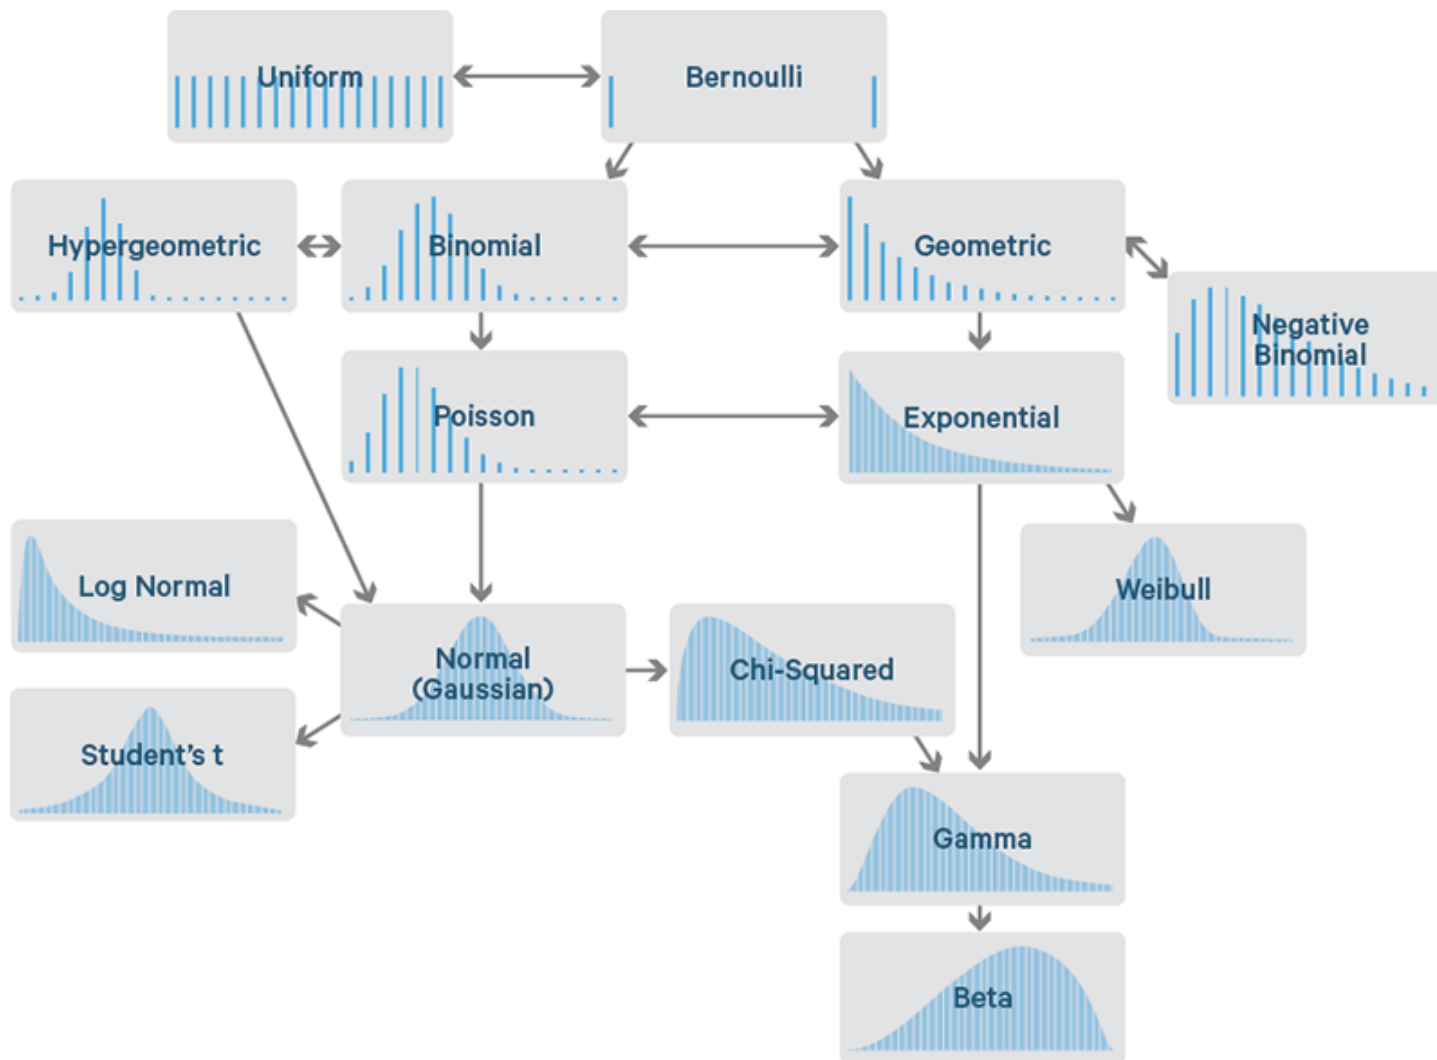 Uniform
Bernoulli
Hypergeometric
Binomial
Geometric
Negative
Binomial
Poisson
Exponential
Log Normal
Weibull
Normal
(Gaussian)
Chi-Squared
Student’s t
Gamma
Beta